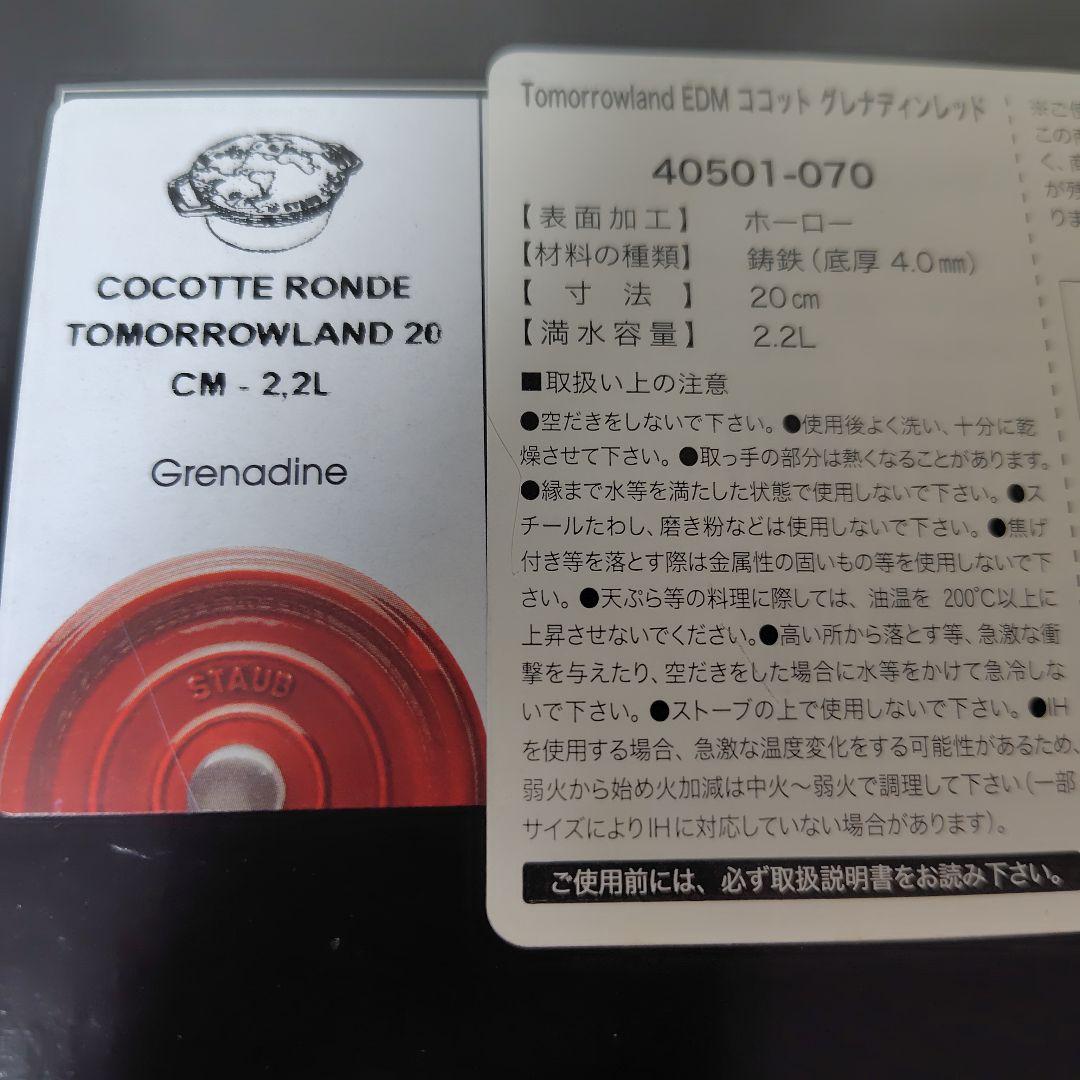 COCOTTE RONDE
TOMORROWLAND 20
CM - 2,2L
Grenadine
STAUB
Tomorrowland EDM ココット グレナディンレッド
40501-070
【表面加工】 ホーロー
【材料の種類】 鋳鉄(底厚 4.0㎜)
【 寸 法 】 20㎝
【満水容量】 2.2L
■取扱い上の注意
●空だきをしないで下さい。●使用後よく洗い、十分に乾
燥させて下さい。●取っ手の部分は熱くなることがあります。
●縁まで水等を満たした状態で使用しないで下さい。●ス
チールたわし、磨き粉などは使用しないで下さい。●焦げ
付き等を落とす際は金属性の固いもの等を使用しないで下
さい。●天ぷら等の料理に際しては、油温を 200℃以上に
上昇させないでください。●高い所から落とす等、急激な衝
撃を与えたり、空だきをした場合に水等をかけて急冷しな
いで下さい。●ストーブの上で使用しないで下さい。●IH
を使用する場合、急激な温度変化をする可能性があるため、
弱火から始め火加減は中火～弱火で調理して下さい(一部
サイズによりIHに対応していない場合があります)。
ご使用前には、必ず取扱説明書をお読み下さい。
※ご使
この商
く、商
が残
りま